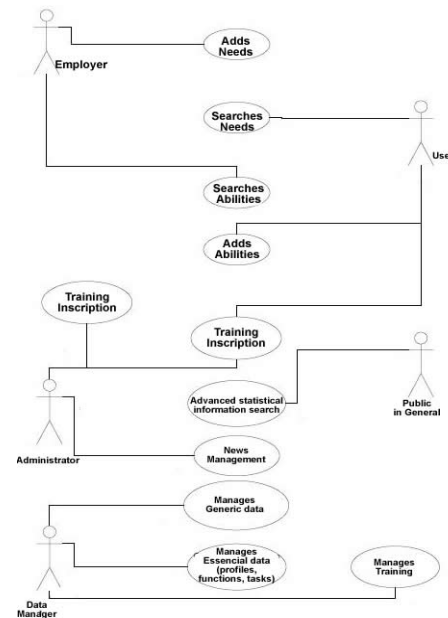 Adds
Needs
Employer
Searches
Needs
Use
Searches
Abilities
Adds
Abilities
Training
Inscription
Training
Inscription
Advanced statistical
information search
Public
in General
Administrator
News
Management
Manages
Generic data
Manages
Essencial data
(profiles,
functions, tasks)
Manages
Training
Data
Manager